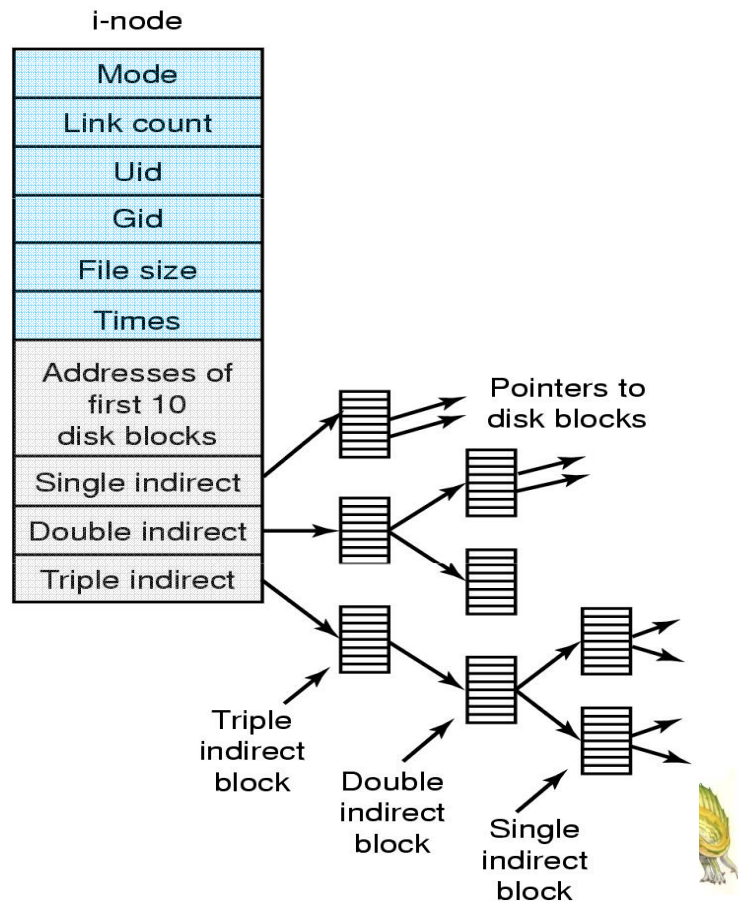 i-node
Mode
Link count
Uid
Gid
File size
Times
Addresses of
first 10
disk blocks
Single indirect
Double indirect
Triple indirect
Pointers to
disk blocks
Triple
indirect
block
Double
indirect
block
Single
indirect
block